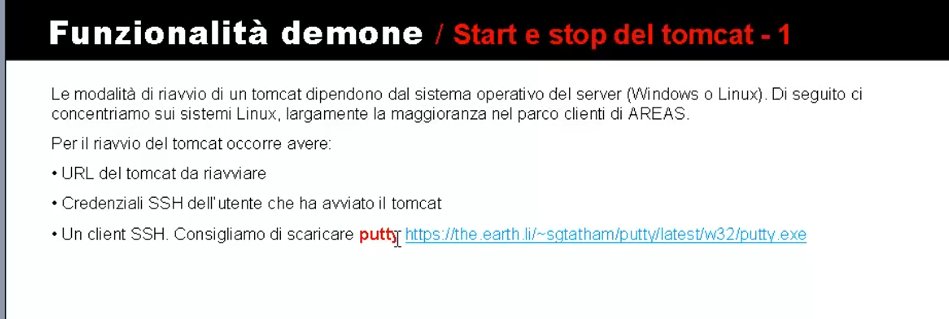 Funzionalità demone / Start e stop del tomcat - 1
Le modalità di riavvio di un tomcat dipendono dal sistema operativo del server (Windows o Linux). Di seguito ci
concentriamo sui sistemi Linux, largamente la maggioranza nel parco clienti di AREAS.
Per il riavvio del tomcat occorre avere:
• URL del tomcat da riavviare
• Credenziali SSH dell'utente che ha avviato il tomcat
• Un client SSH. Consigliamo di scaricare putty https://the.earth.li/~sgtatham/putty/latest/w32/putty.exe